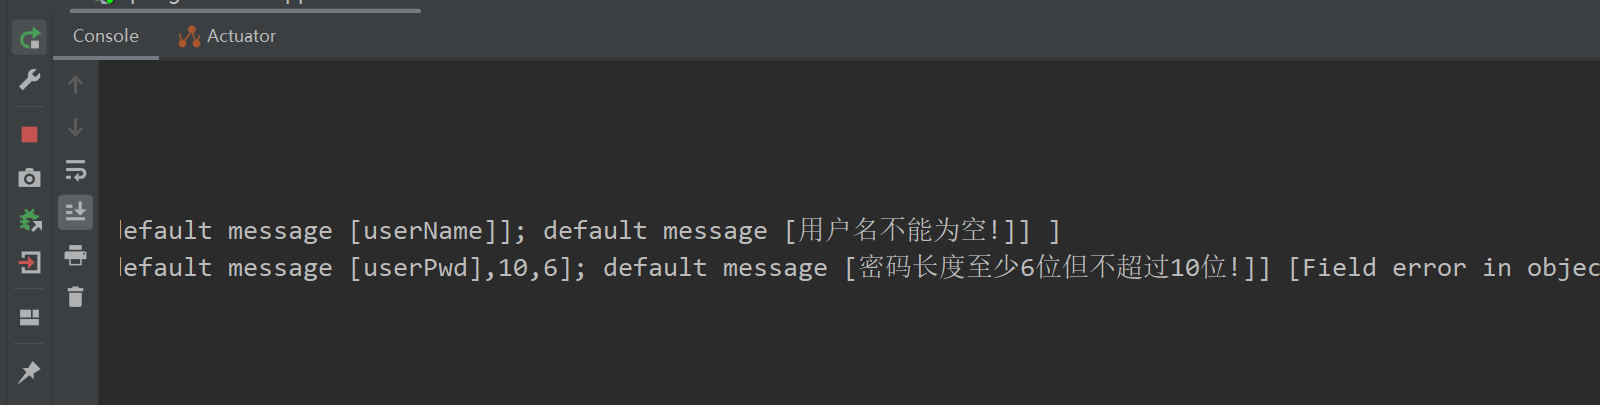 Console
Actuator
efault message [userName]]; default message [用户名不能为空!]] ]
efault message [userPwd],10,6]; default message [密码长度至少6位但不超过10位!]] [Field error in objec